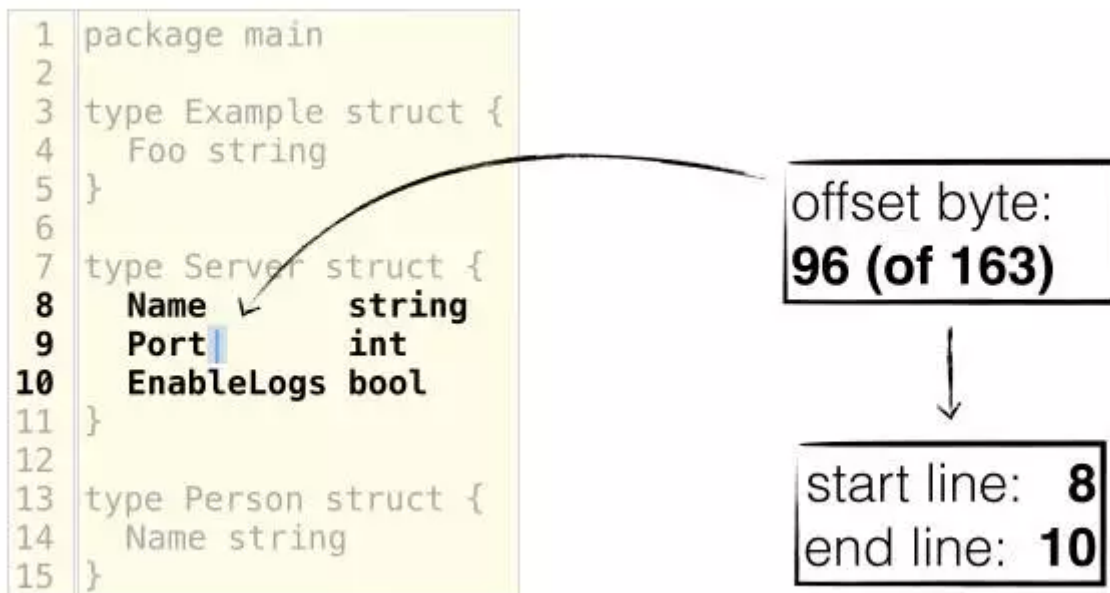 1 package main
2
3 type Example struct {
4 Foo string
5 }
6
7 type Server struct {
8 Name string
9 Port int
10 EnableLogs bool
11 }
12
13 type Person struct {
14 Name string
15 }
offset byte:
96 (of 163)
start line: 8
end line: 10